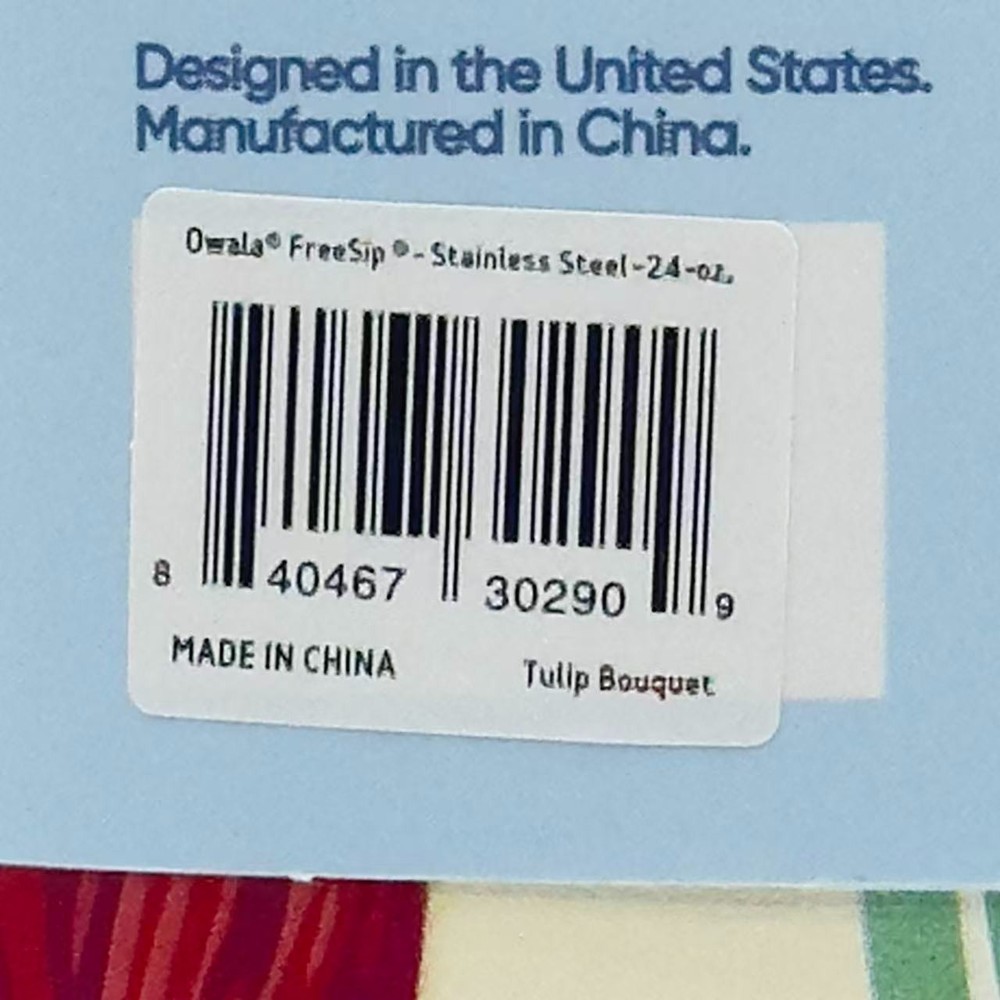 Designed in the United States.
Manufactured in China.
Owala® FreeSip® - Stainless Steel-24-oz.
8 40467 30290 9
MADE IN CHINA Tulip Bouquet